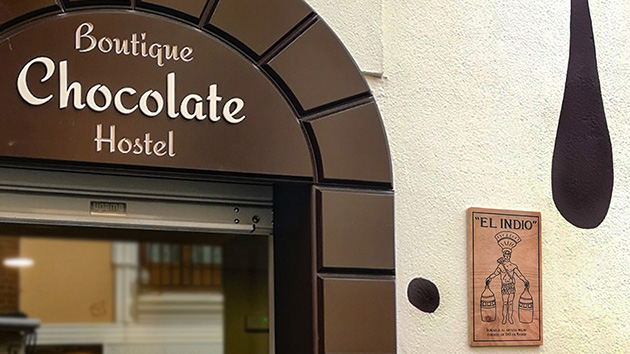 Boutique
Chocolate
Hostel
"EL INDIO"